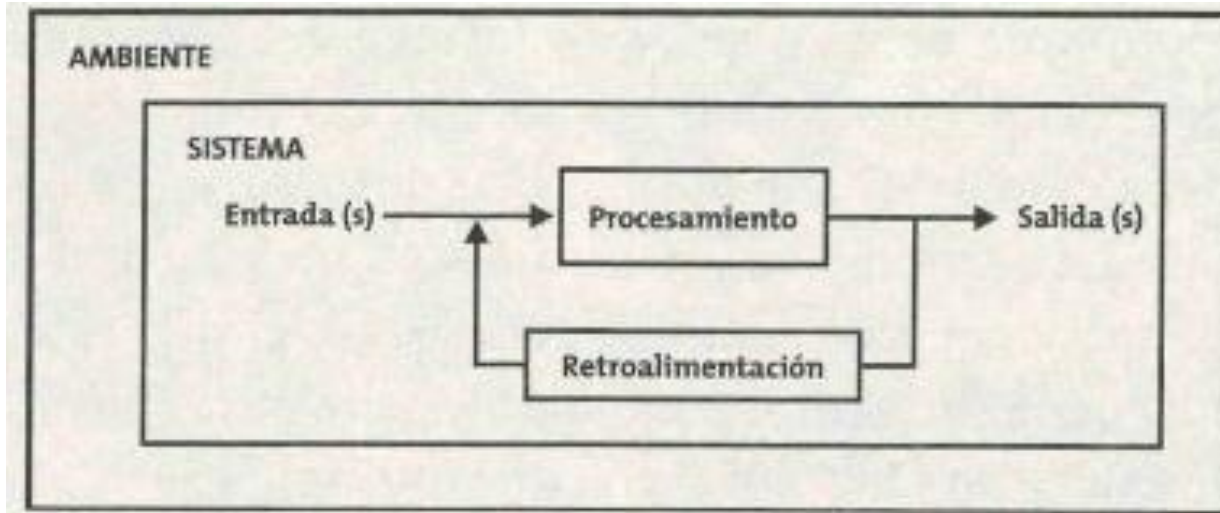 AMBIENTE
SISTEMA
Entrada (s)
Procesamiento
Salida (s)
Retroalimentación